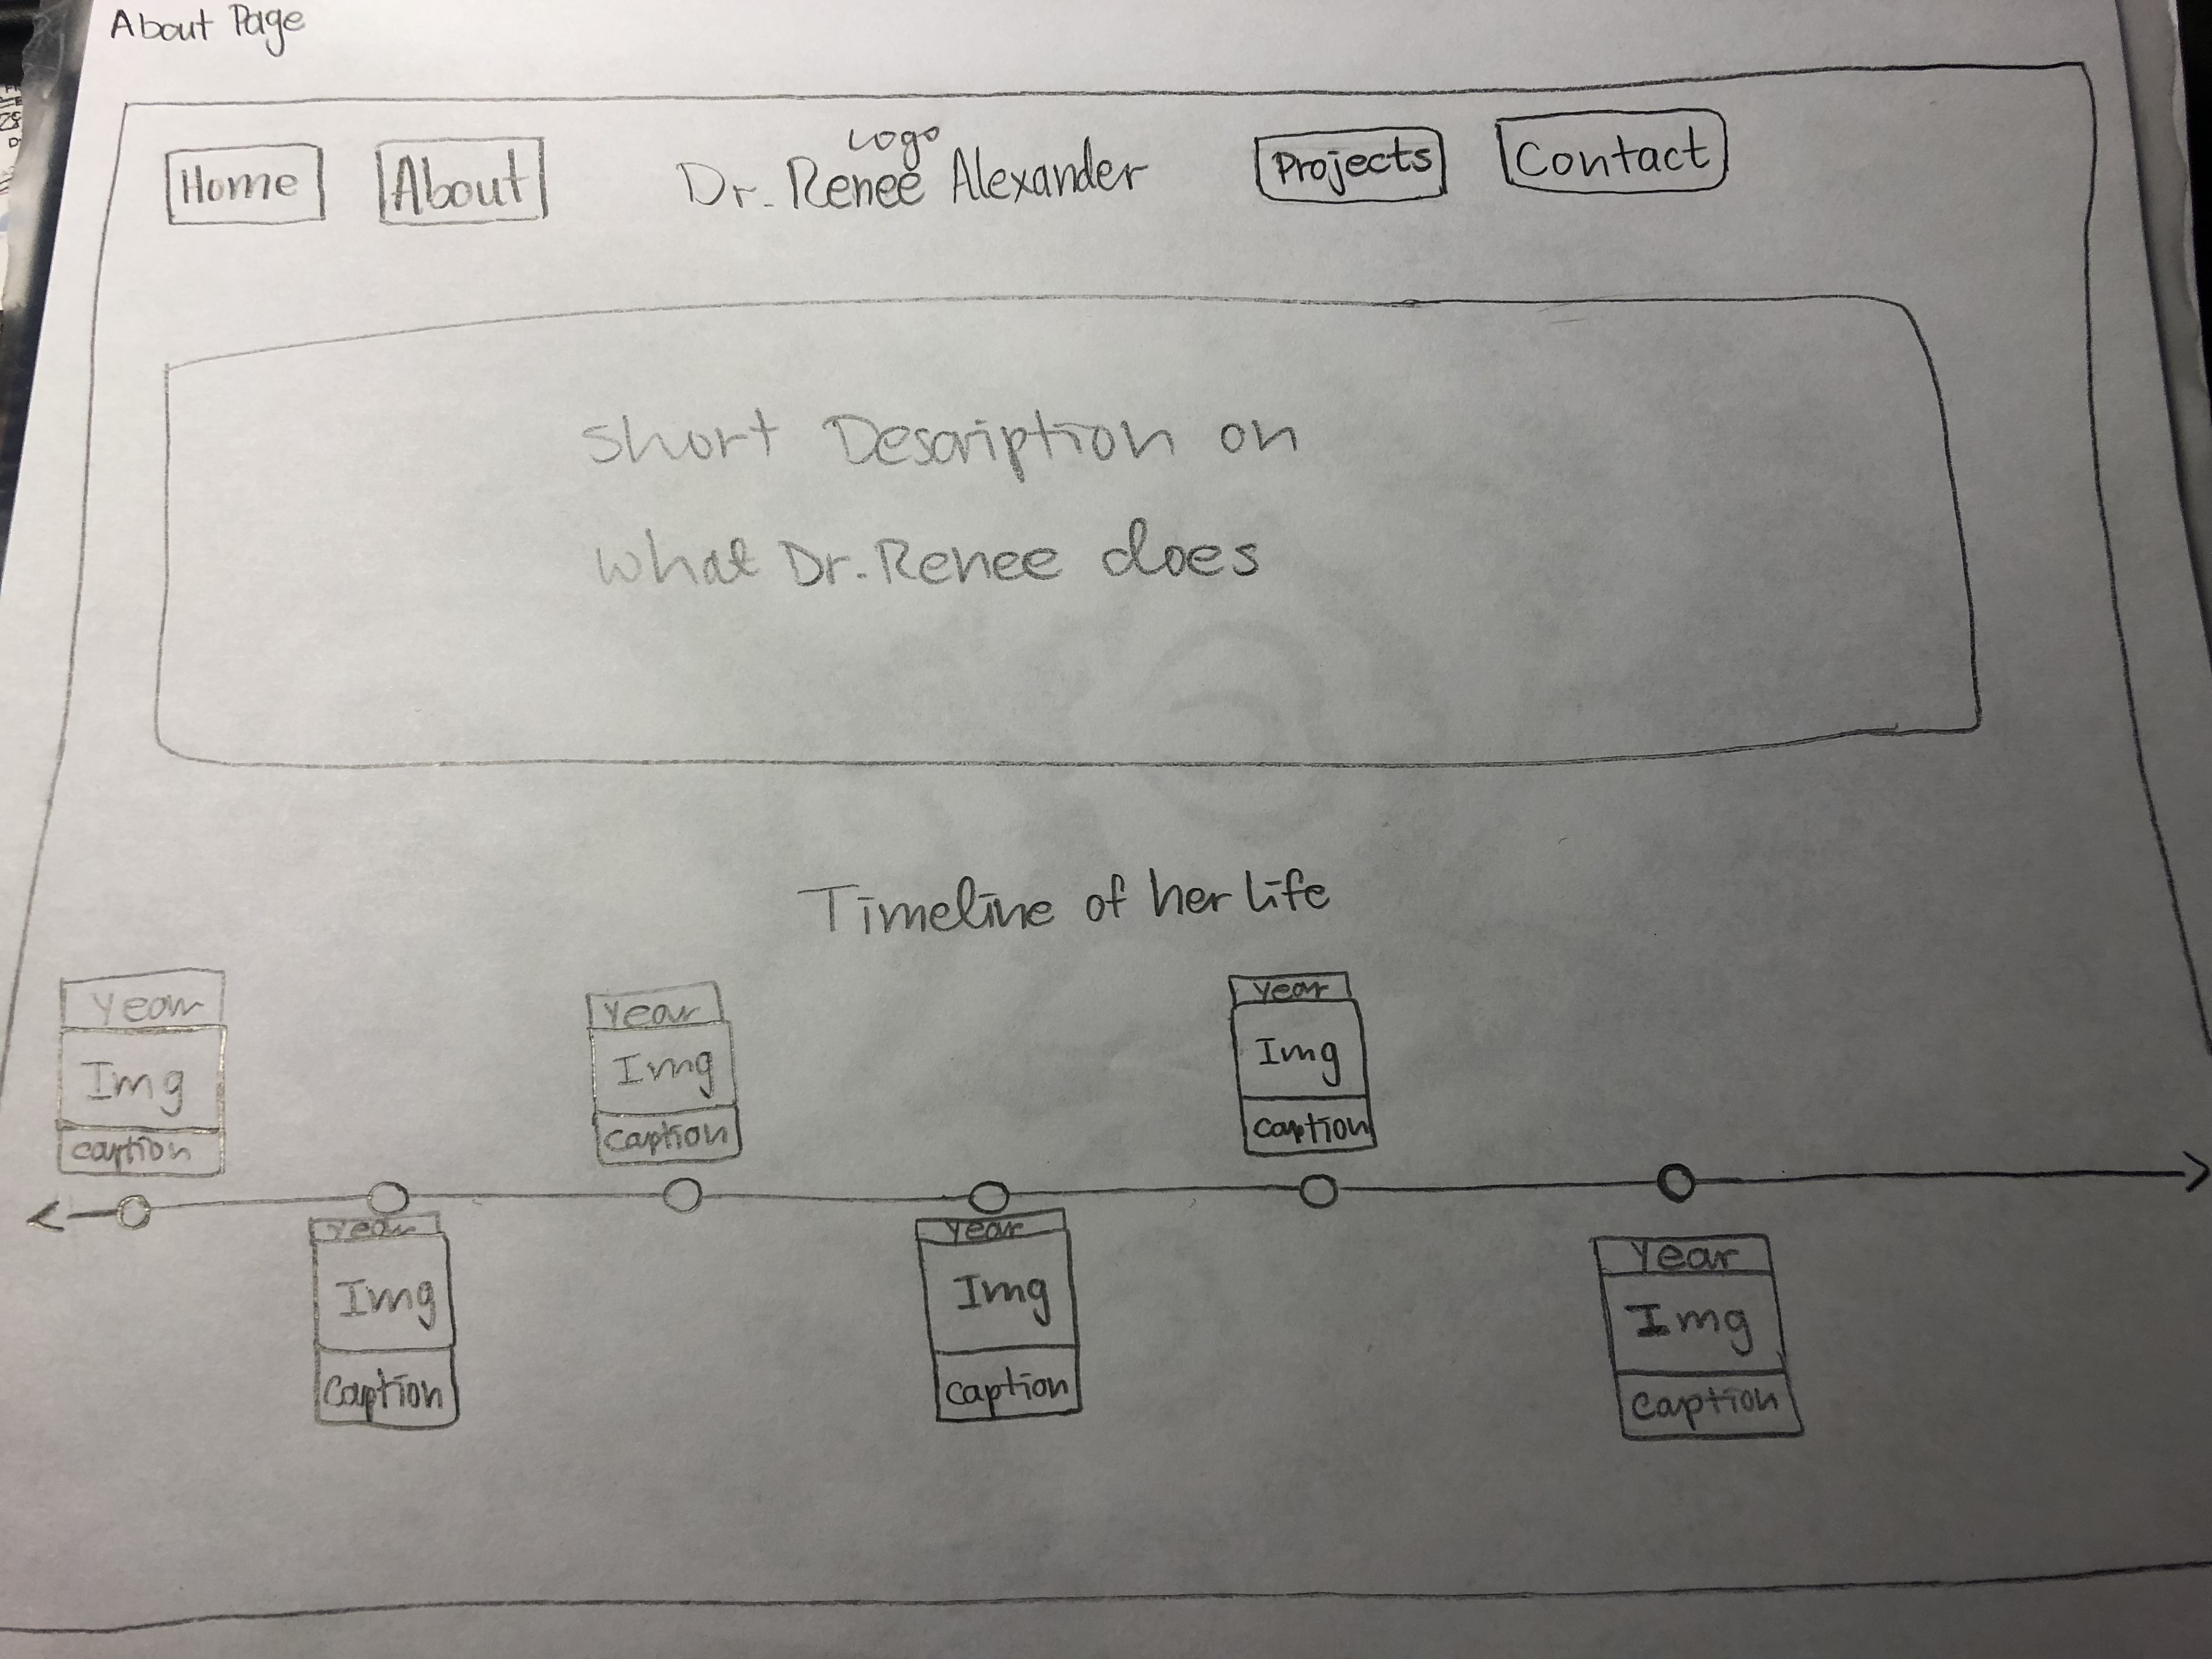 About Page
Home About Logo Projects Contact
Dr. Renee Alexander
Short Description on
what Dr. Renee does
Timeline of her life
year
Img
caption
year
Img
caption
year
Img
caption
year
Img
caption
year
Img
caption
year
Img
caption